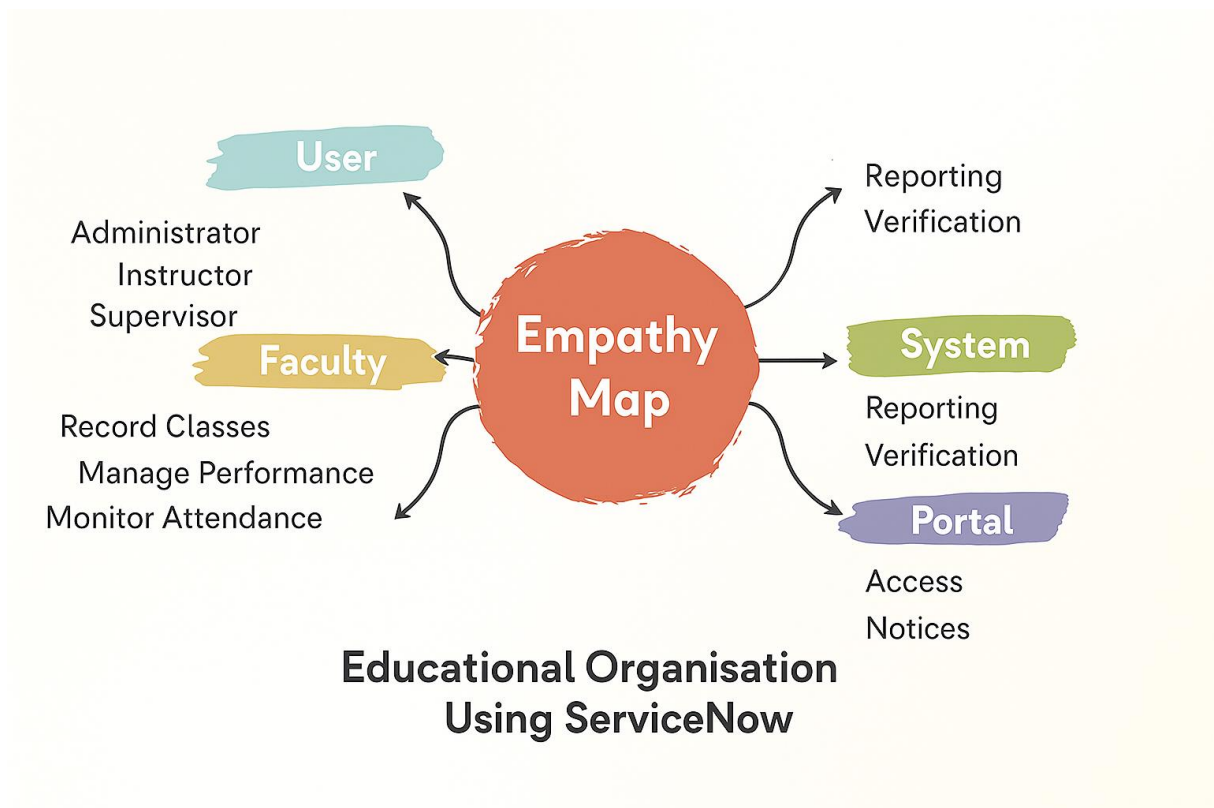 User
Administrator
Instructor
Supervisor
Faculty
Record Classes
Manage Performance
Monitor Attendance
Empathy
Map
Reporting
Verification
System
Reporting
Verification
Portal
Access
Notices
Educational Organisation
Using ServiceNow